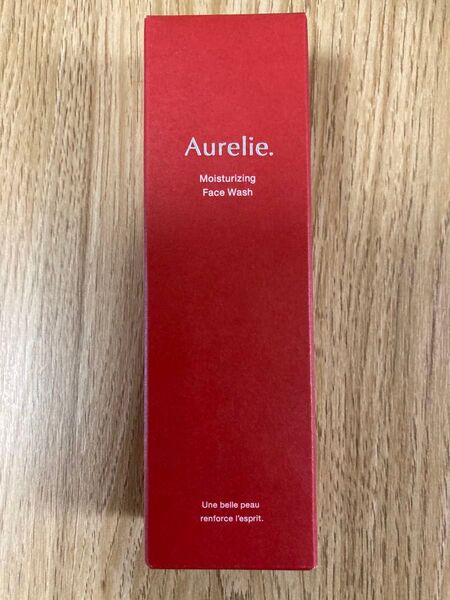 Aurelie.
Moisturizing
Face Wash
Une belle peau
renforce l'esprit.